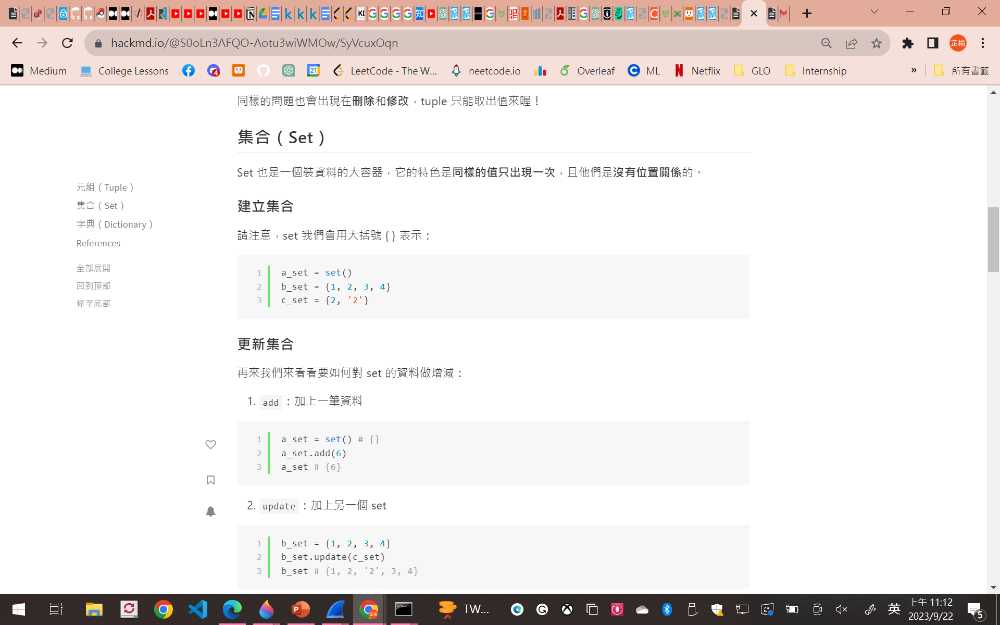 hackmd.io/@S0oLn3AFQO-Aotu3wiWMOw/SyVcuxOqn
芷榆
Medium
College Lessons
4
21
LeetCode - The W...
neetcode.io
Overleaf
ML
Netflix
GLO
Internship
»
所有書籤
同樣的問題也會出現在刪除和修改，tuple 只能取出值來喔！
集合（Set）
Set 也是一個裝資料的大容器，它的特色是同樣的值只出現一次，且他們是沒有位置關係的。
元組（Tuple）
集合（Set）
字典（Dictionary）
References
全部展開
回到頂部
移至底部
建立集合
請注意，set 我們會用大括號 { } 表示：
1 a_set = set()
2 b_set = {1, 2, 3, 4}
3 c_set = {2, '2'}
更新集合
再來我們來看看要如何對 set 的資料做增減：
1. add：加上一筆資料
1 a_set = set() # {}
2 a_set.add(6)
3 a_set # {6}
2. update：加上另一個 set
1 b_set = {1, 2, 3, 4}
2 b_set.update(c_set)
3 b_set # {1, 2, '2', 3, 4}
TW...
英
上午 11:12
2023/9/22
5